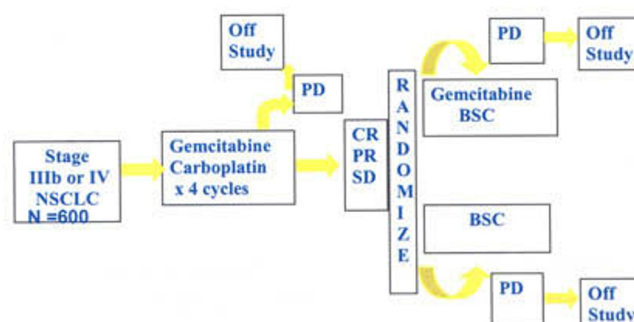 Stage
IIIb or IV
NSCLC
N =600
Gemcitabine
Carboplatin
x 4 cycles
PD
Off
Study
CR
PR
SD
RANDOMIZE
Gemcitabine
BSC
PD
Off
Study
BSC
PD
Off
Study